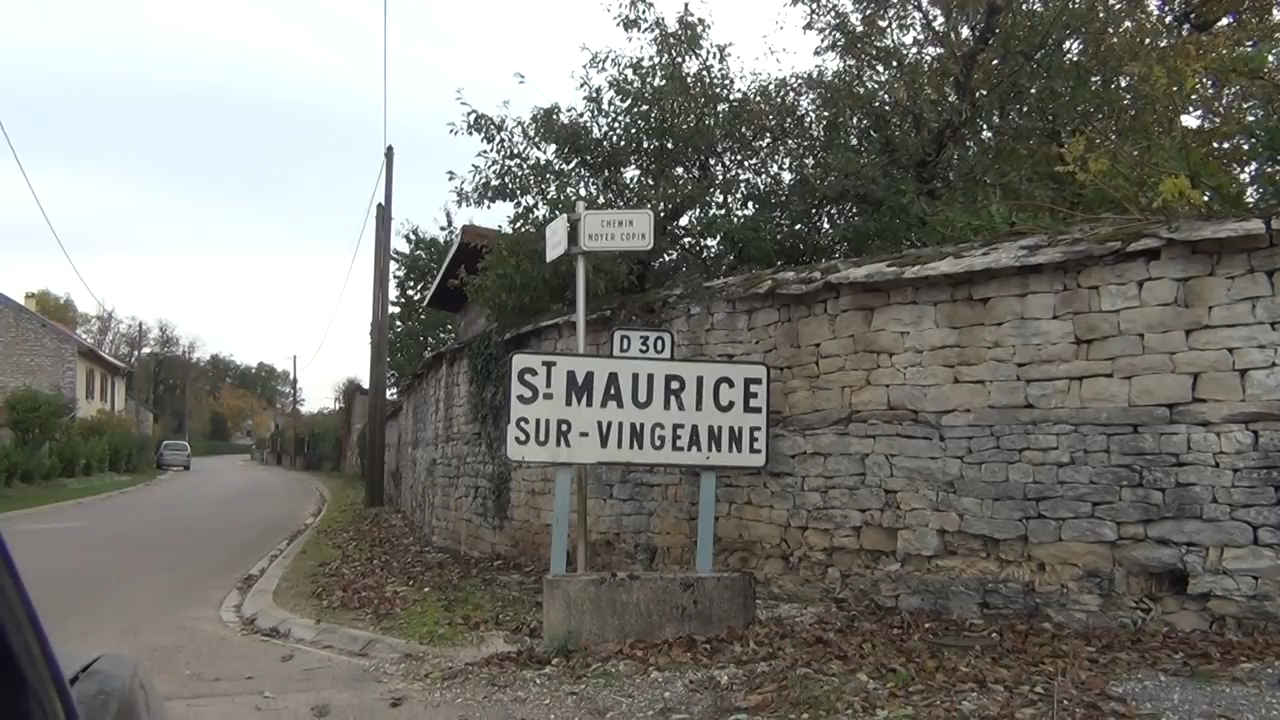 CHEMIN
NOYER COPIN
D 30
ST MAURICE
SUR-VINGEANNE